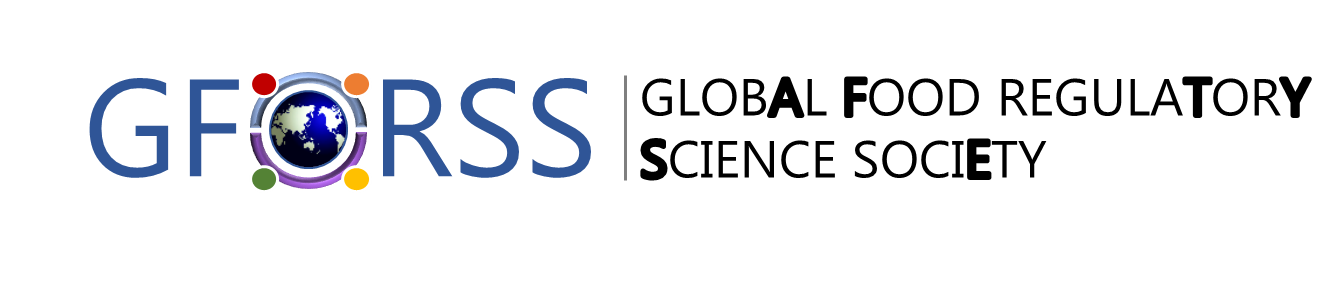 GFORSS
GLOBAL FOOD REGULATORY
SCIENCE SOCIETY